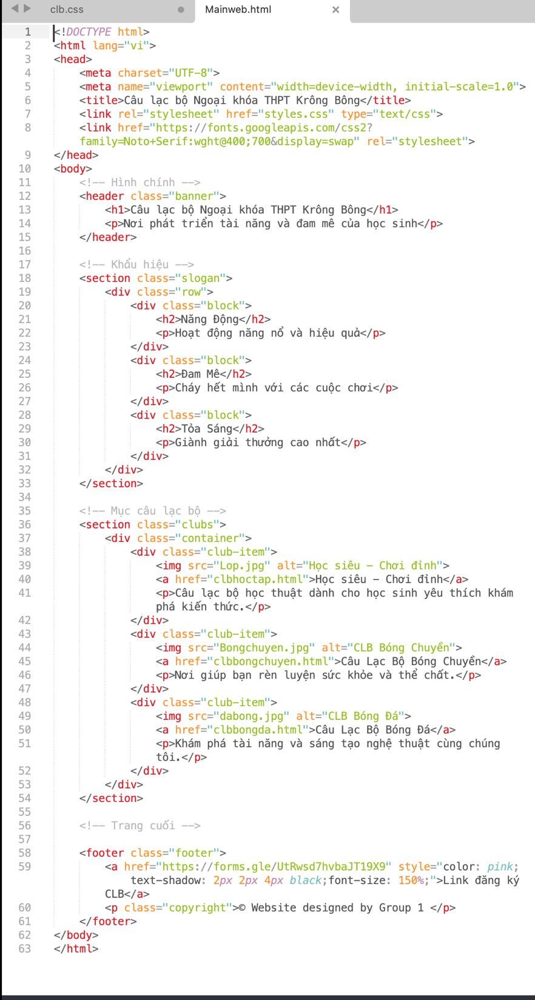 clb.css
Mainweb.html
1 <!DOCTYPE html>
2 <html lang="vi">
3 <head>
4 <meta charset="UTF-8">
5 <meta name="viewport" content="width=device-width, initial-scale=1.0">
6 <title>Câu lạc bộ Ngoại khóa THPT Krông Bông</title>
7 <link rel="stylesheet" href="styles.css" type="text/css">
8 <link href="https://fonts.googleapis.com/css2?
family=Noto+Serif:wght@400;700&display=swap" rel="stylesheet">
9 </head>
10 <body>
11 <!-- Hình chính -->
12 <header class="banner">
13 <h1>Câu lạc bộ Ngoại khóa THPT Krông Bông</h1>
14 <p>Nơi phát triển tài năng và đam mê của học sinh</p>
15 </header>
16
17 <!-- Khẩu hiệu -->
18 <section class="slogan">
19 <div class="row">
20 <div class="block">
21 <h2>Năng Động</h2>
22 <p>Hoạt động năng nổ và hiệu quả</p>
23 </div>
24 <div class="block">
25 <h2>Đam Mê</h2>
26 <p>Cháy hết mình với các cuộc chơi</p>
27 </div>
28 <div class="block">
29 <h2>Tỏa Sáng</h2>
30 <p>Giành giải thưởng cao nhất</p>
31 </div>
32 </div>
33 </section>
34
35 <!-- Mục câu lạc bộ -->
36 <section class="clubs">
37 <div class="container">
38 <div class="club-item">
39 <img src="Lop.jpg" alt="Học siêu - Chơi đỉnh">
40 <a href="clbhoctap.html">Học siêu - Chơi đỉnh</a>
41 <p>Câu lạc bộ học thuật dành cho học sinh yêu thích khám
phá kiến thức.</p>
42 </div>
43 <div class="club-item">
44 <img src="Bongchuyen.jpg" alt="CLB Bóng Chuyền">
45 <a href="clbbongchuyen.html">Câu Lạc Bộ Bóng Chuyền</a>
46 <p>Nơi giúp bạn rèn luyện sức khỏe và thể chất.</p>
47 </div>
48 <div class="club-item">
49 <img src="dabong.jpg" alt="CLB Bóng Đá">
50 <a href="clbbongda.html">Câu Lạc Bộ Bóng Đá</a>
51 <p>Khám phá tài năng và sáng tạo nghệ thuật cùng chúng
tôi.</p>
52 </div>
53 </div>
54 </section>
55
56 <!-- Trang cuối -->
57
58 <footer class="footer">
59 <a href="https://forms.gle/UtRwsd7hvbaJT19X9" style="color: pink;
text-shadow: 2px 2px 4px black;font-size: 150%;">Link đăng ký
CLB</a>
60 <p class="copyright">© Website designed by Group 1 </p>
61 </footer>
62 </body>
63 </html>